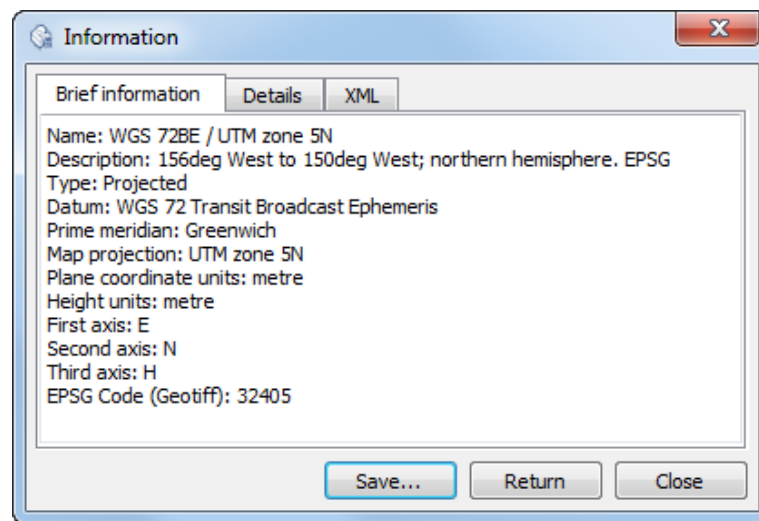 Information
Brief information
Details
XML
Name: WGS 72BE / UTM zone 5N
Description: 156deg West to 150deg West; northern hemisphere. EPSG
Type: Projected
Datum: WGS 72 Transit Broadcast Ephemeris
Prime meridian: Greenwich
Map projection: UTM zone 5N
Plane coordinate units: metre
Height units: metre
First axis: E
Second axis: N
Third axis: H
EPSG Code (Geotiff): 32405
Save...
Return
Close